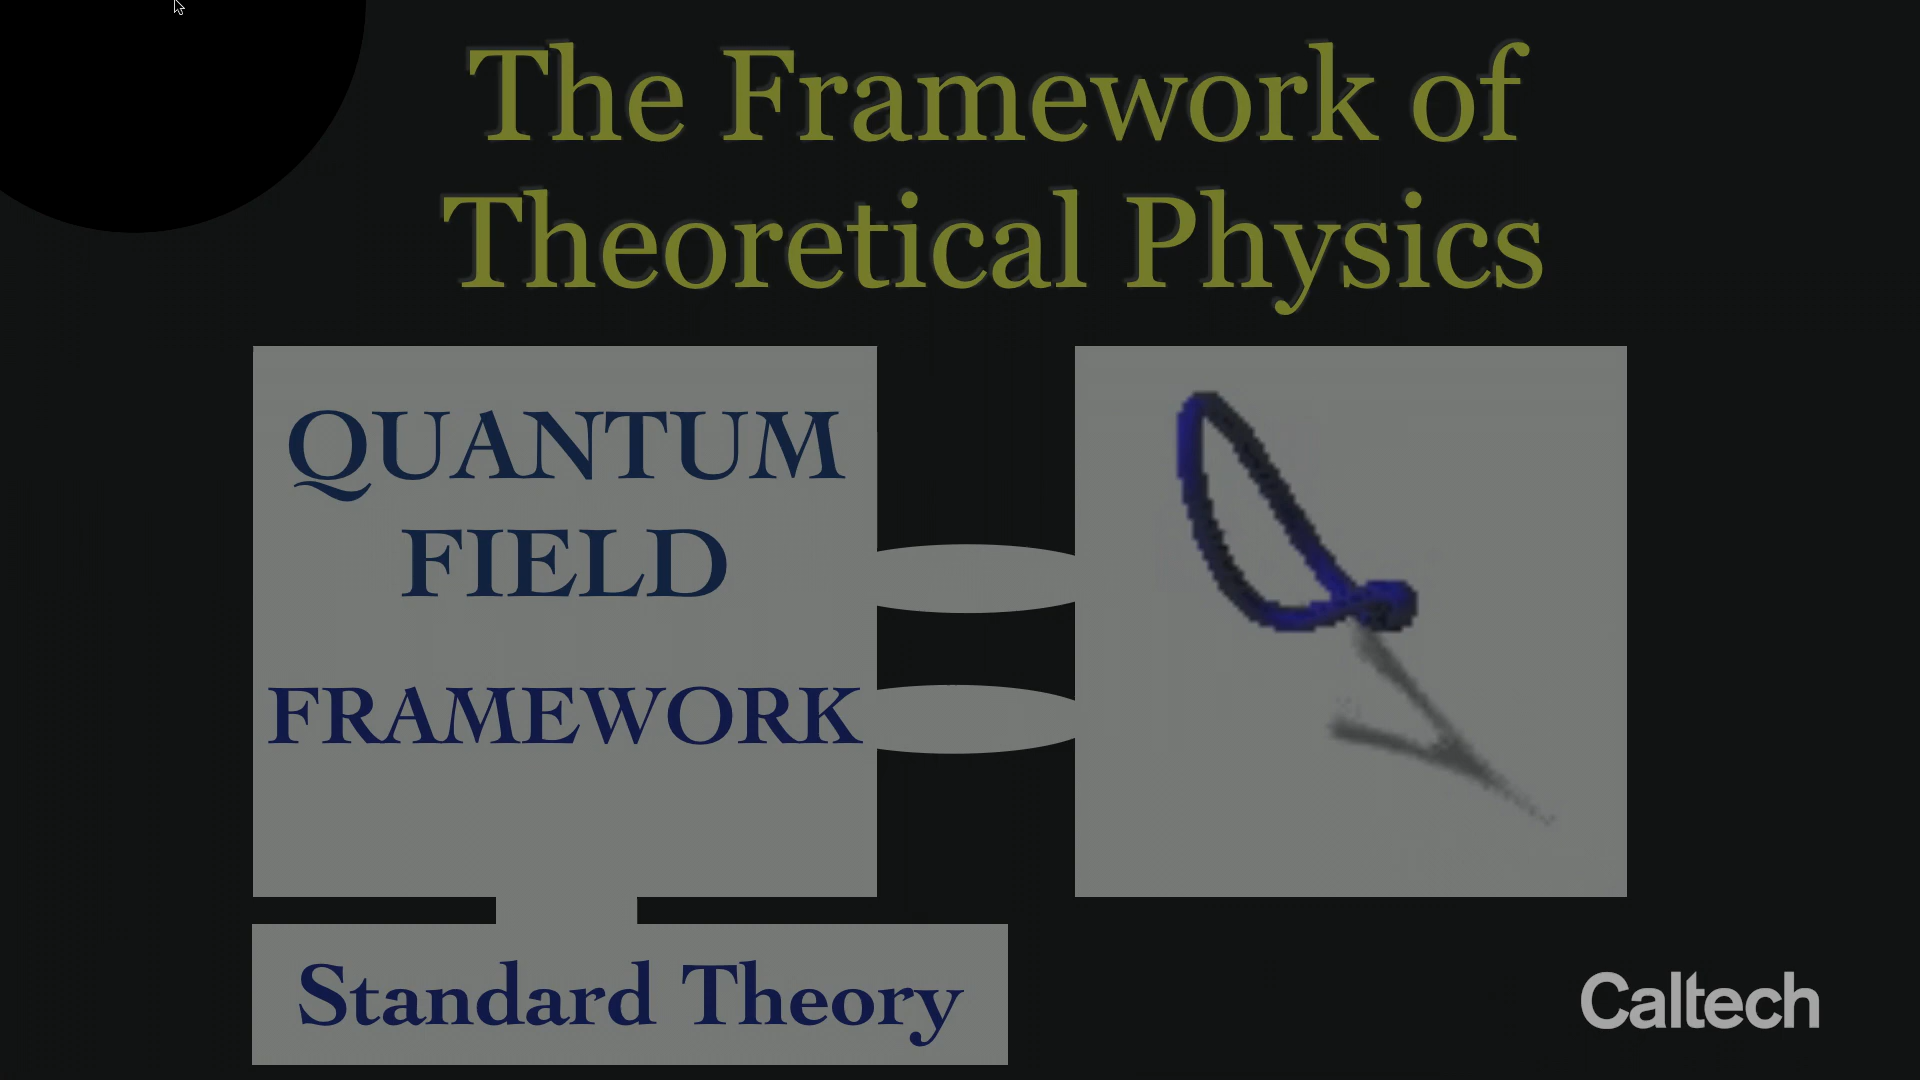 The Framework of
Theoretical Physics
QUANTUM
FIELD
FRAMEWORK
Standard Theory
Caltech